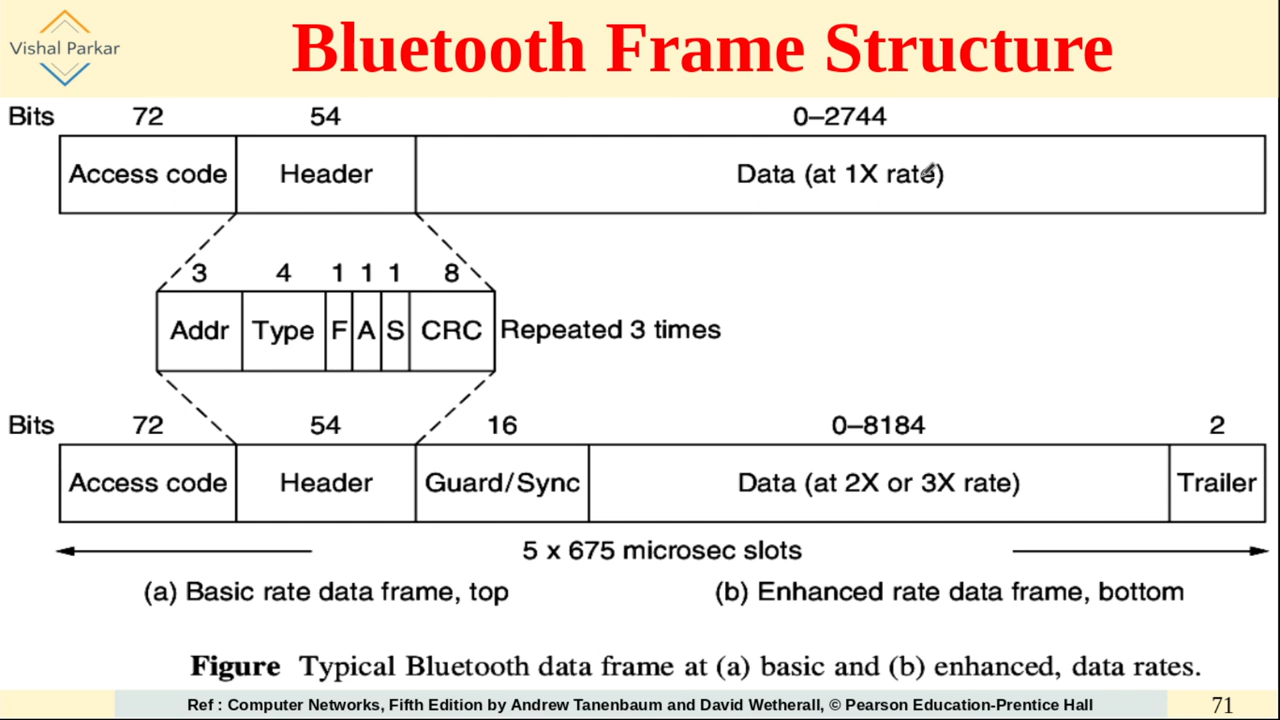 Vishal Parkar
Bluetooth Frame Structure
Bits 72 54 0–2744
Access code Header Data (at 1X rate)
3 4 1 1 1 8
Addr Type F A S CRC Repeated 3 times
Bits 72 54 16 0–8184 2
Access code Header Guard/Sync Data (at 2X or 3X rate) Trailer
5 x 675 microsec slots
(a) Basic rate data frame, top (b) Enhanced rate data frame, bottom
Figure Typical Bluetooth data frame at (a) basic and (b) enhanced, data rates.
Ref : Computer Networks, Fifth Edition by Andrew Tanenbaum and David Wetherall, © Pearson Education-Prentice Hall 71